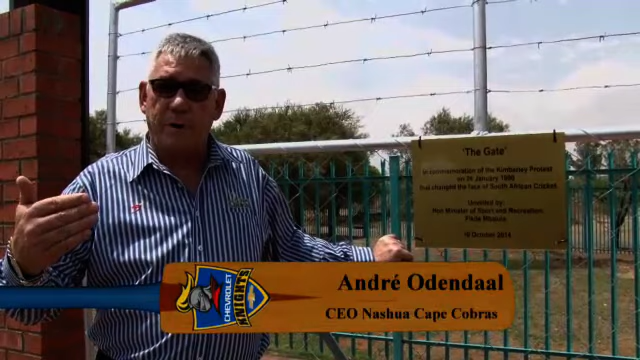 'The Gate'
In commemoration of the Kimberley Protest
on 26 January 1990
that changed the face of South African Cricket
Unveiled by:
Hon Minister of Sport and Recreation:
Fikile Mbalula
16 October 2014
André Odendaal
CEO Nashua Cape Cobras
CHEVROLET
KNIGHTS